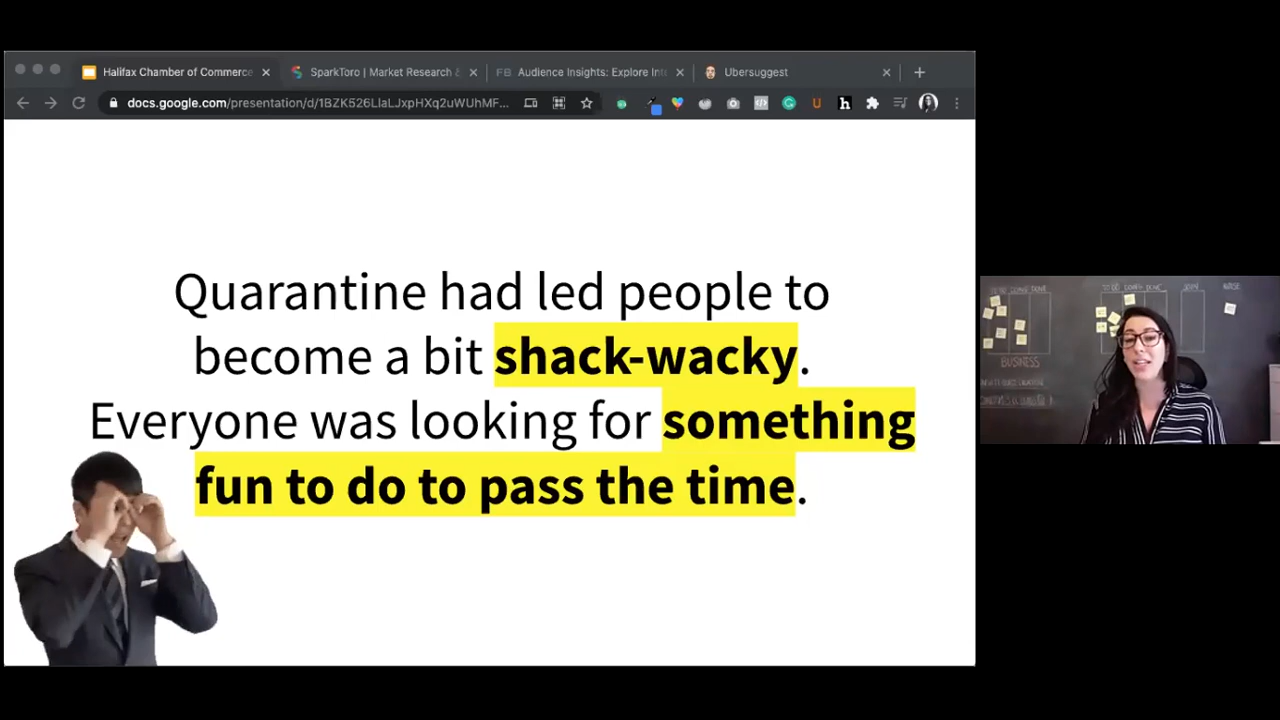 Halifax Chamber of Commerce
SparkToro | Market Research &
FB Audience Insights: Explore Inte
Ubersuggest
docs.google.com/presentation/d/1BZK526LlaLJxpHXq2uWUhMF...
Quarantine had led people to
become a bit shack-wacky.
Everyone was looking for something
fun to do to pass the time.
BUSINESS